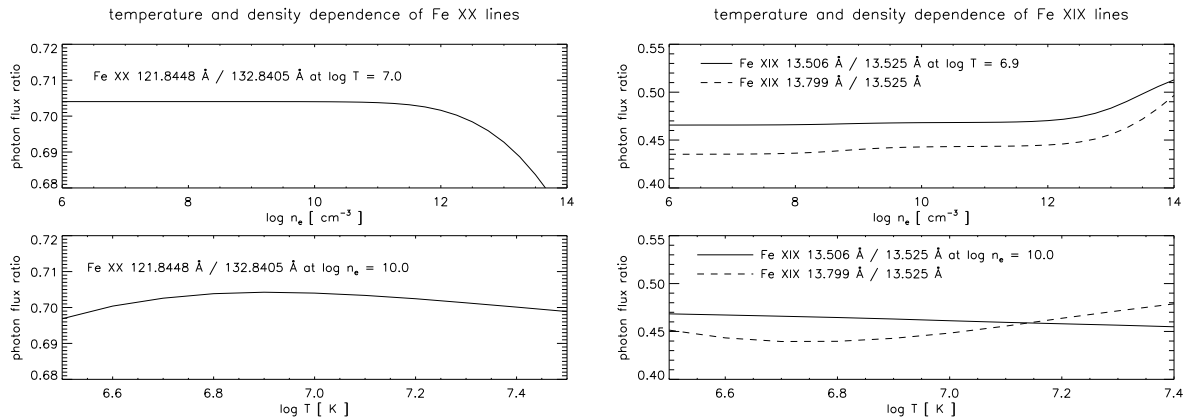 temperature and density dependence of Fe XX lines
0.72
0.71
0.70
0.69
0.68
photon flux ratio
Fe XX 121.8448 Å / 132.8405 Å at log T = 7.0
6
8
10
12
14
log nₑ [ cm⁻³ ]
0.72
0.71
0.70
0.69
0.68
photon flux ratio
Fe XX 121.8448 Å / 132.8405 Å at log nₑ = 10.0
6.6
6.8
7.0
7.2
7.4
log T [ K ]
temperature and density dependence of Fe XIX lines
0.55
0.50
0.45
0.40
photon flux ratio
Fe XIX 13.506 Å / 13.525 Å at log T = 6.9
Fe XIX 13.799 Å / 13.525 Å
6
8
10
12
14
log nₑ [ cm⁻³ ]
0.55
0.50
0.45
0.40
photon flux ratio
Fe XIX 13.506 Å / 13.525 Å at log nₑ = 10.0
Fe XIX 13.799 Å / 13.525 Å
6.6
6.8
7.0
7.2
7.4
log T [ K ]